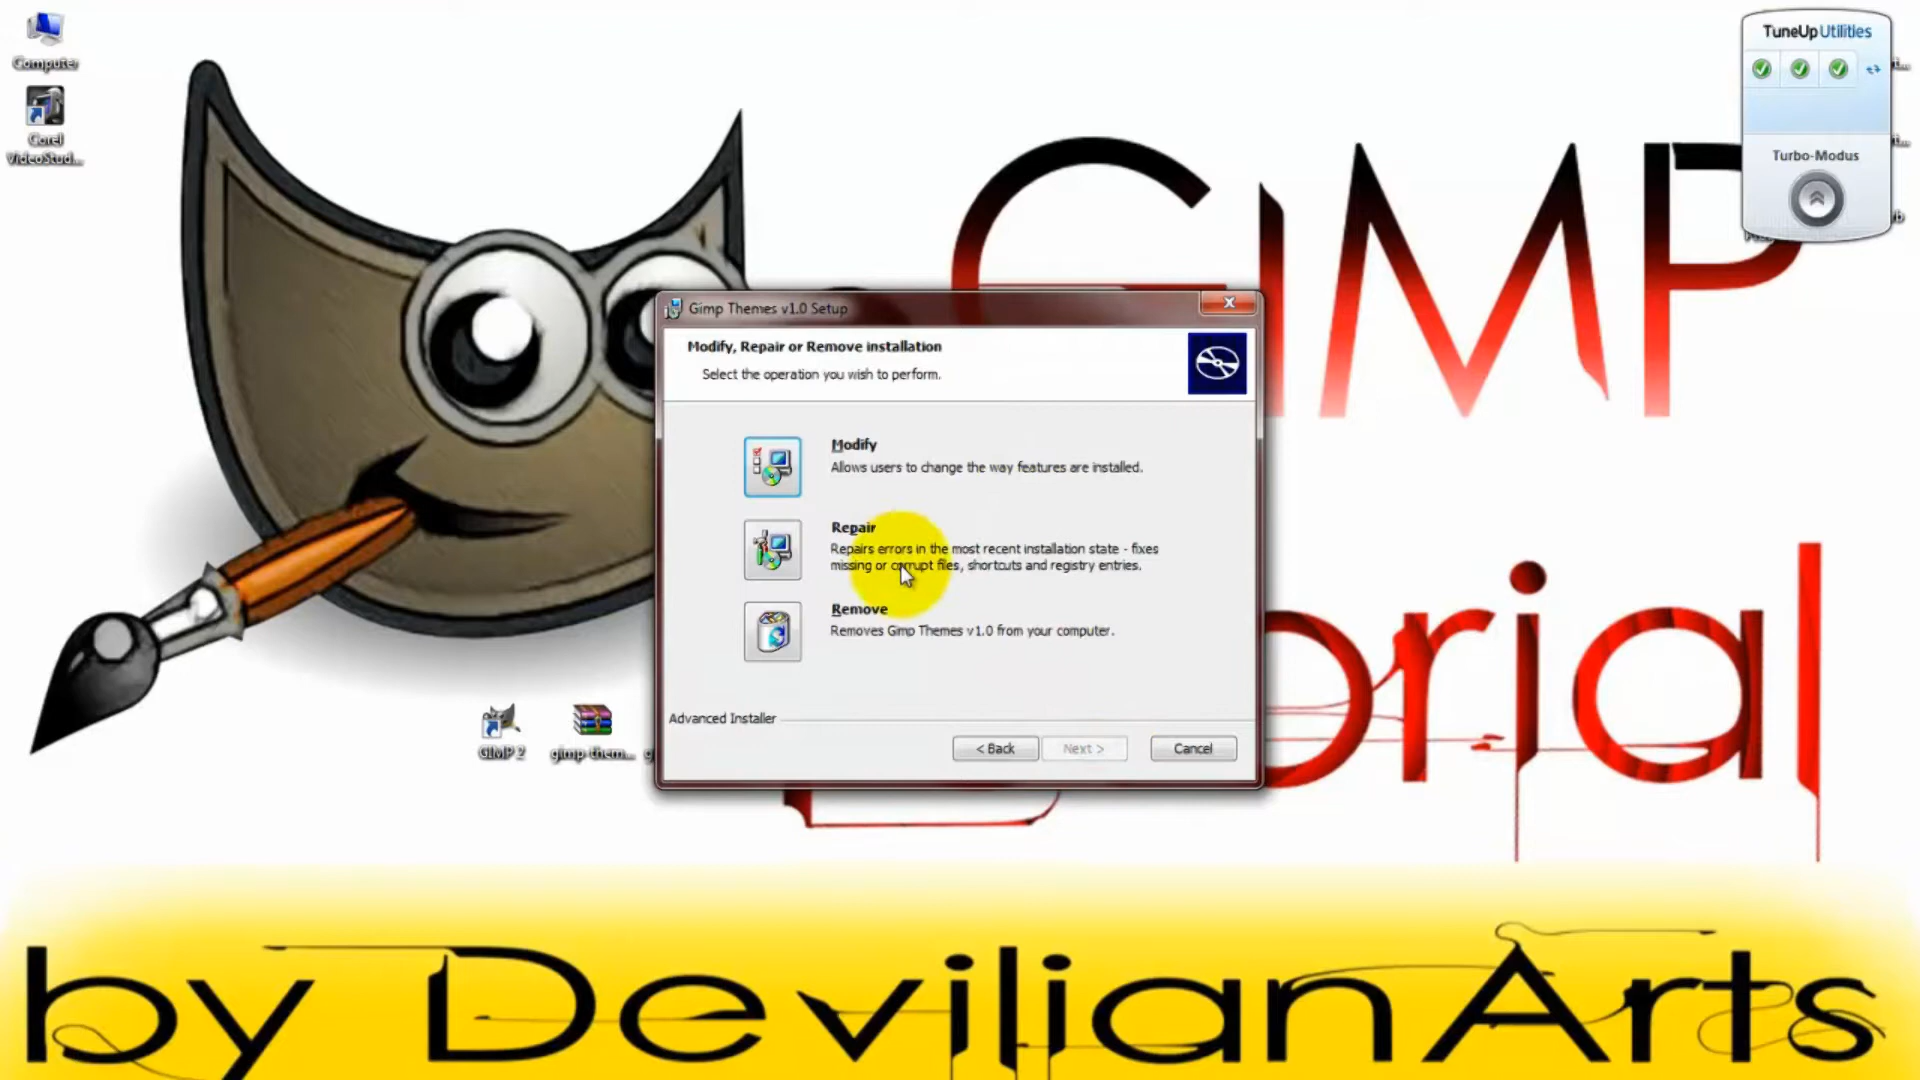 Computer
Corel
VideoStud...
TuneUp Utilities
Turbo-Modus
GIMP
Gimp Themes v1.0 Setup
Modify, Repair or Remove installation
Select the operation you wish to perform.
Modify
Allows users to change the way features are installed.
Repair
Repairs errors in the most recent installation state - fixes
missing or corrupt files, shortcuts and registry entries.
Remove
Removes Gimp Themes v1.0 from your computer.
Advanced Installer
< Back
Next >
Cancel
orial
GIMP 2
gimp them...
by DevilianArts